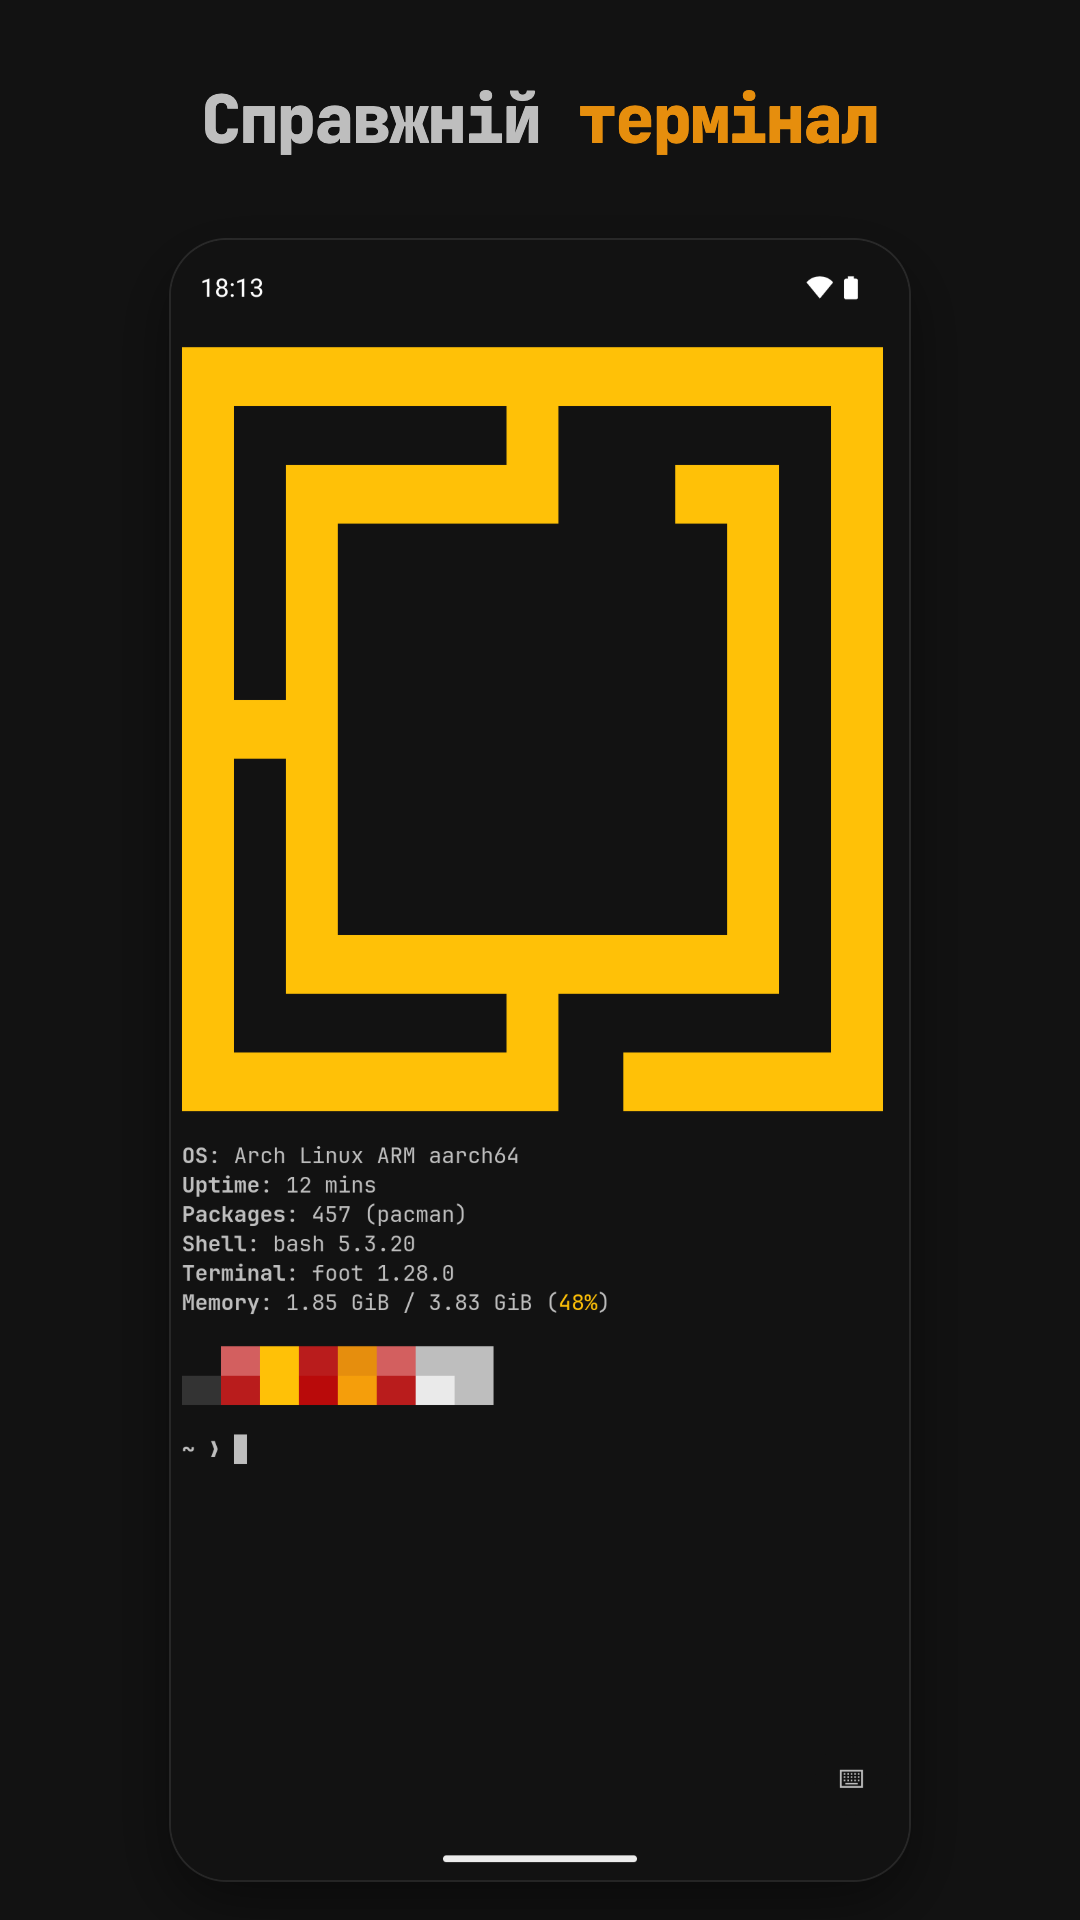 Справжній термінал
18:13
OS: Arch Linux ARM aarch64
Uptime: 12 mins
Packages: 457 (pacman)
Shell: bash 5.3.20
Terminal: foot 1.28.0
Memory: 1.85 GiB / 3.83 GiB (48%)
~ ❯